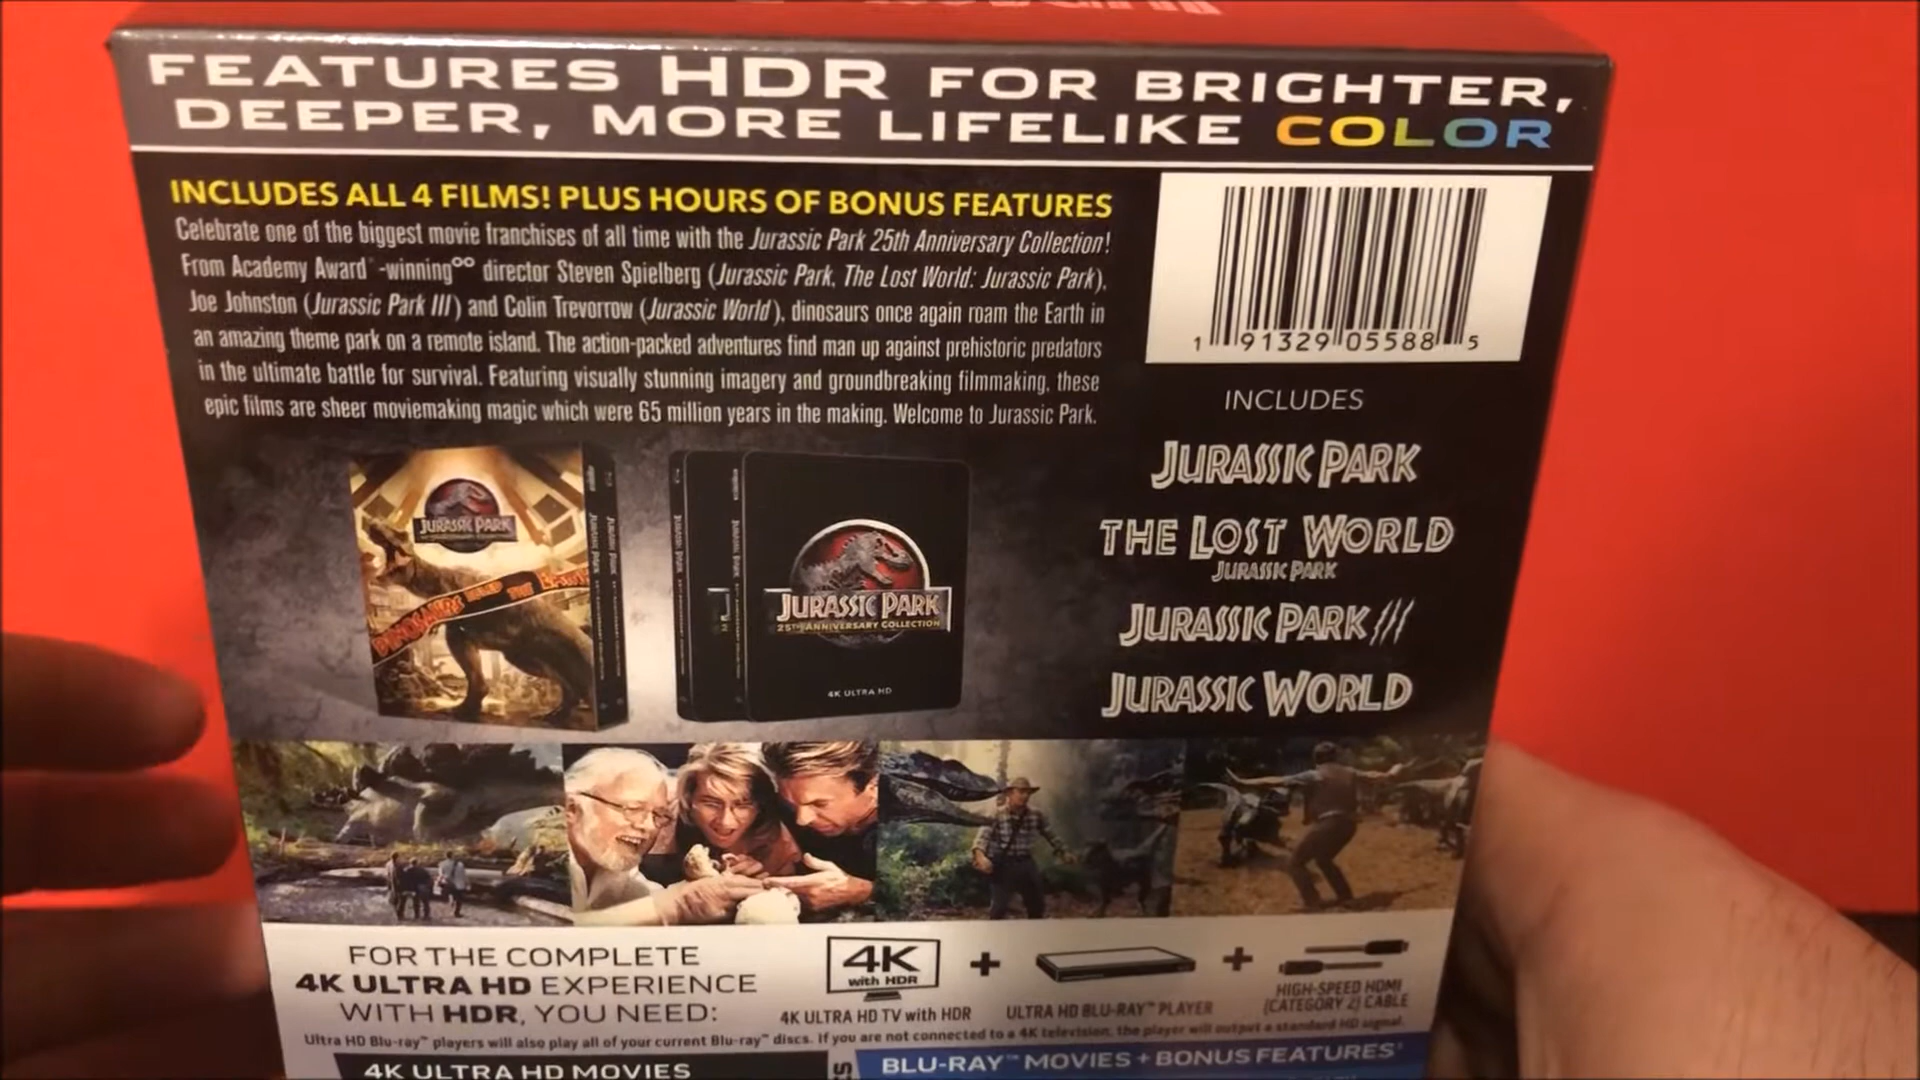 FEATURES HDR FOR BRIGHTER,
DEEPER, MORE LIFELIKE COLOR
INCLUDES ALL 4 FILMS! PLUS HOURS OF BONUS FEATURES
Celebrate one of the biggest movie franchises of all time with the Jurassic Park 25th Anniversary Collection!
From Academy Award®-winning°° director Steven Spielberg (Jurassic Park, The Lost World: Jurassic Park),
Joe Johnston (Jurassic Park III) and Colin Trevorrow (Jurassic World), dinosaurs once again roam the Earth in
an amazing theme park on a remote island. The action-packed adventures find man up against prehistoric predators
in the ultimate battle for survival. Featuring visually stunning imagery and groundbreaking filmmaking, these
epic films are sheer moviemaking magic which were 65 million years in the making. Welcome to Jurassic Park.
1 91329 05588 5
INCLUDES
JURASSIC PARK
THE LOST WORLD
JURASSIC PARK
JURASSIC PARK III
JURASSIC WORLD
JURASSIC PARK
DINOSAURS RULED THE EARTH
JURASSIC PARK
25TH ANNIVERSARY COLLECTION
4K ULTRA HD
FOR THE COMPLETE
4K ULTRA HD EXPERIENCE
WITH HDR, YOU NEED:
4K
with HDR
4K ULTRA HD TV with HDR
+
ULTRA HD BLU-RAY™ PLAYER
+
HIGH-SPEED HDMI
(CATEGORY 2) CABLE
Ultra HD Blu-ray™ players will also play all of your current Blu-ray™ discs. If you are not connected to a 4K television, the player will output a standard HD signal.
4K ULTRA HD MOVIES
BLU-RAY™ MOVIES + BONUS FEATURES